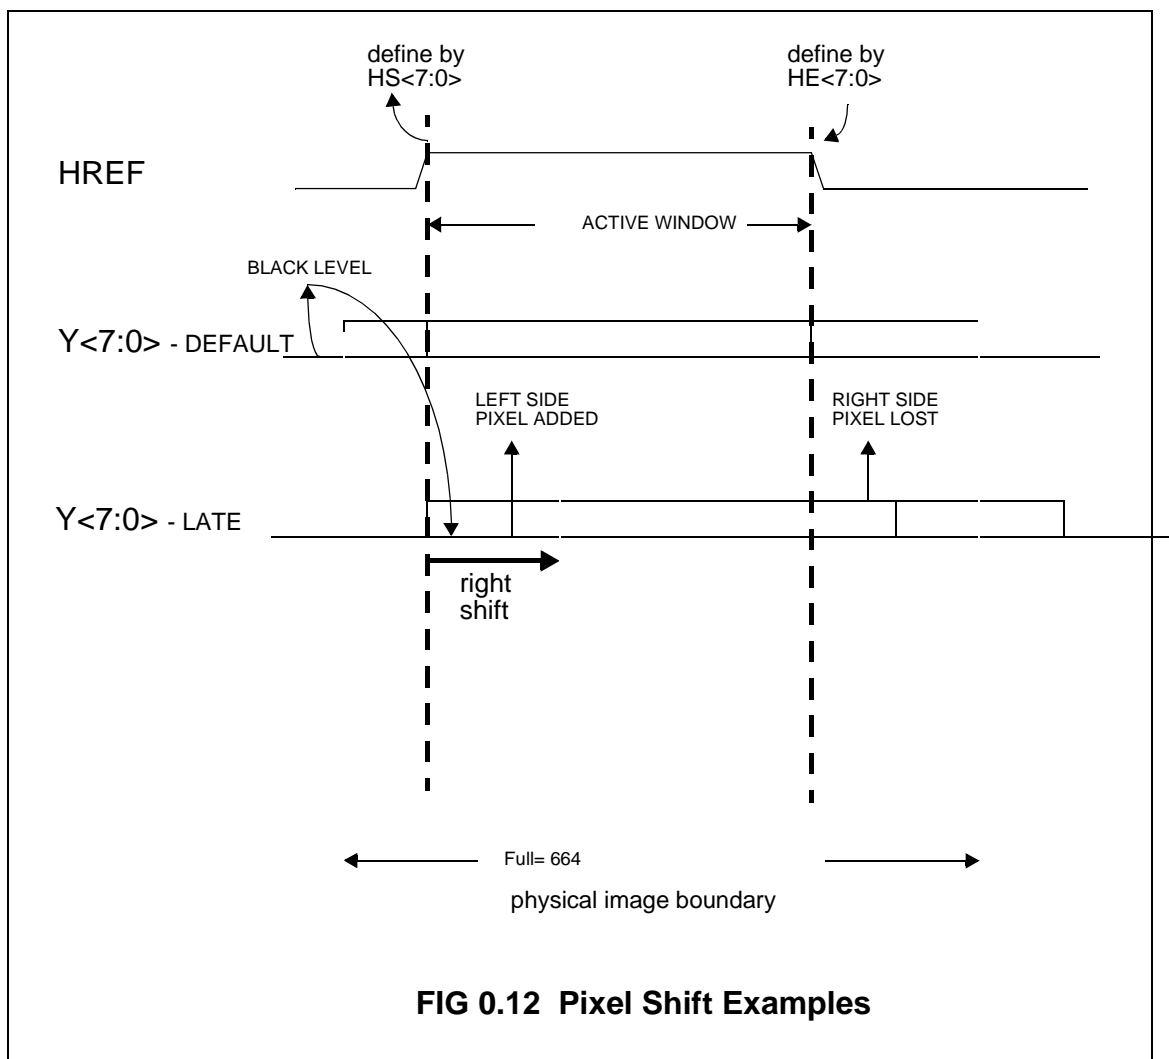 define by
HS<7:0>
define by
HE<7:0>
HREF
ACTIVE WINDOW
BLACK LEVEL
Y<7:0> - DEFAULT
LEFT SIDE
PIXEL ADDED
RIGHT SIDE
PIXEL LOST
Y<7:0> - LATE
right
shift
Full= 664
physical image boundary
FIG 0.12 Pixel Shift Examples